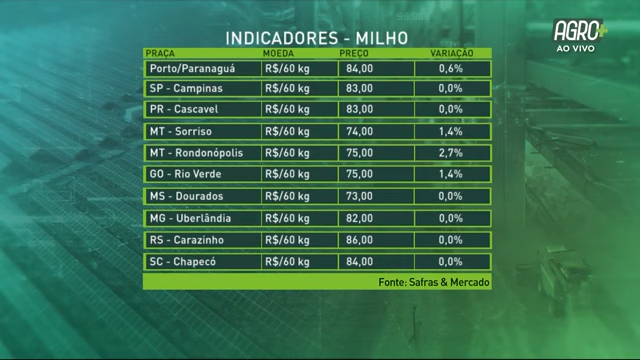 AGRO+
AO VIVO
INDICADORES - MILHO
PRAÇA MOEDA PREÇO VARIAÇÃO
Porto/Paranaguá R$/60 kg 84,00 0,6%
SP - Campinas R$/60 kg 83,00 0,0%
PR - Cascavel R$/60 kg 83,00 0,0%
MT - Sorriso R$/60 kg 74,00 1,4%
MT - Rondonópolis R$/60 kg 75,00 2,7%
GO - Rio Verde R$/60 kg 75,00 1,4%
MS - Dourados R$/60 kg 73,00 0,0%
MG - Uberlândia R$/60 kg 82,00 0,0%
RS - Carazinho R$/60 kg 86,00 0,0%
SC - Chapecó R$/60 kg 84,00 0,0%
Fonte: Safras & Mercado